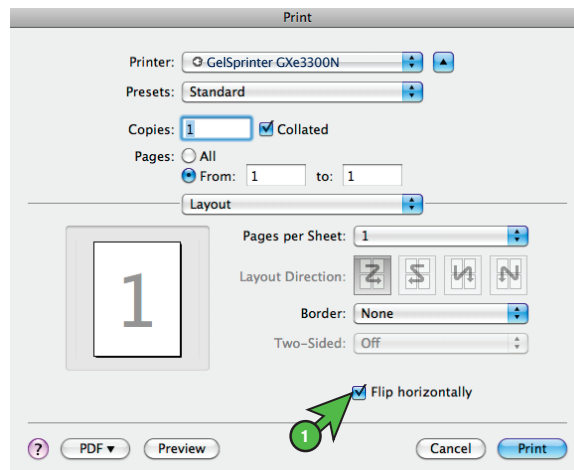 Print
Printer: GelSprinter GXe3300N
Presets: Standard
Copies: 1 Collated
Pages: All
From: 1 to: 1
Layout
1
Pages per Sheet: 1
Layout Direction:
Border: None
Two-Sided: Off
Flip horizontally
1
? PDF ▼ Preview Cancel Print